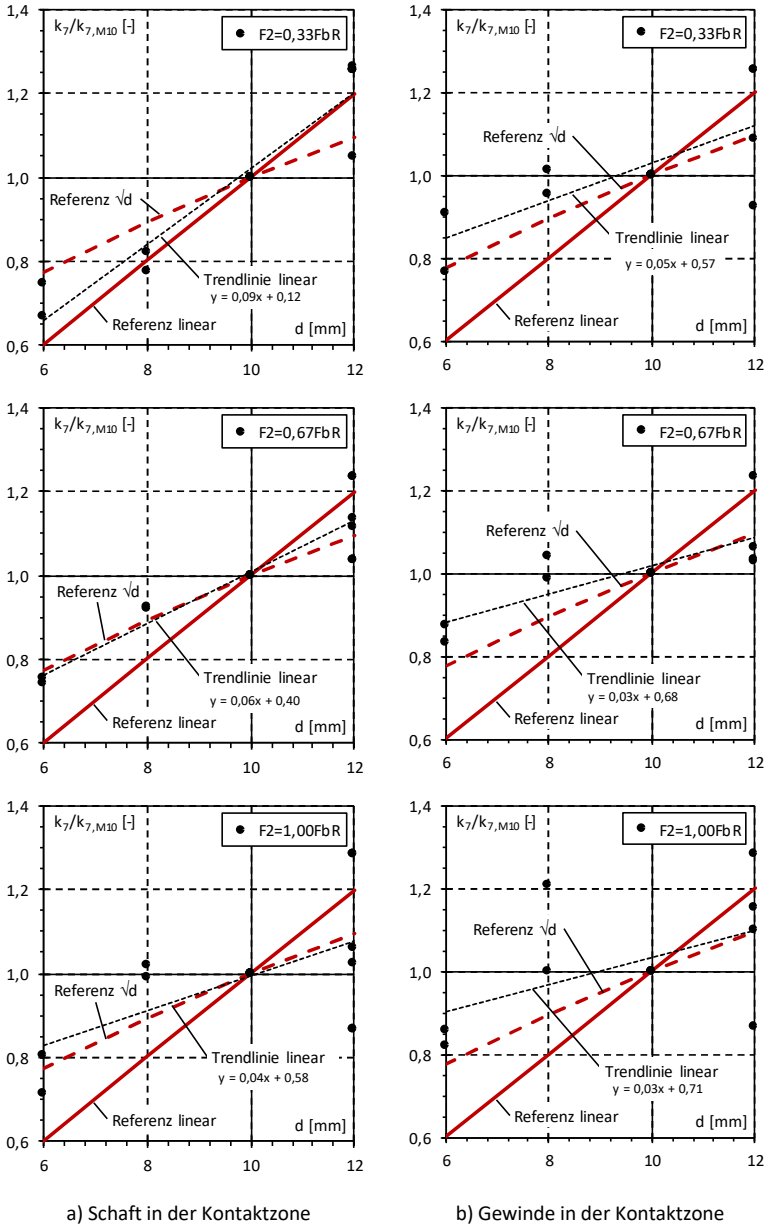 k7/k7,M10 [-]
F2=0,33FbR
1,4
1,2
1,0
0,8
0,6
Referenz √d
Trendlinie linear
y = 0,09x + 0,12
Referenz linear
d [mm]
6 8 10 12
k7/k7,M10 [-]
F2=0,33FbR
1,4
1,2
1,0
0,8
0,6
Referenz √d
Trendlinie linear
y = 0,05x + 0,57
Referenz linear
d [mm]
6 8 10 12
k7/k7,M10 [-]
F2=0,67FbR
1,4
1,2
1,0
0,8
0,6
Referenz √d
Trendlinie linear
y = 0,06x + 0,40
Referenz linear
d [mm]
6 8 10 12
k7/k7,M10 [-]
F2=0,67FbR
1,4
1,2
1,0
0,8
0,6
Referenz √d
Trendlinie linear
y = 0,03x + 0,68
Referenz linear
d [mm]
6 8 10 12
k7/k7,M10 [-]
F2=1,00FbR
1,4
1,2
1,0
0,8
0,6
Referenz √d
Trendlinie linear
y = 0,04x + 0,58
Referenz linear
d [mm]
6 8 10 12
k7/k7,M10 [-]
F2=1,00FbR
1,4
1,2
1,0
0,8
0,6
Referenz √d
Trendlinie linear
y = 0,03x + 0,71
Referenz linear
d [mm]
6 8 10 12
a) Schaft in der Kontaktzone
b) Gewinde in der Kontaktzone